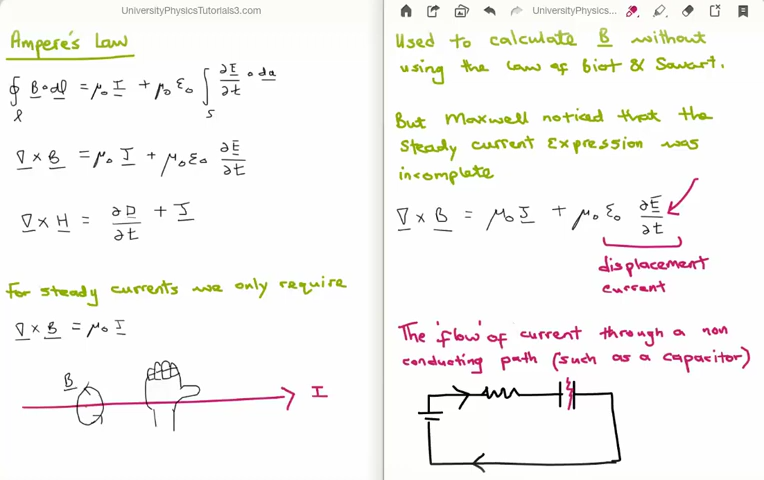 UniversityPhysicsTutorials3.com
Ampere's Law
∮ℓ B∘dl = μ₀ I + μ₀ ε₀ ∫S ∂E/∂t ∘ da
∇ × B = μ₀ J + μ₀ ε₀ ∂E/∂t
∇ × H = ∂D/∂t + J
For steady currents we only require
∇ × B = μ₀ J
B
I
UniversityPhysics...
Used to calculate B without
using the law of Biot & Savart.
But Maxwell noticed that the
steady current expression was
incomplete
∇ × B = μ₀ J + μ₀ ε₀ ∂E/∂t
displacement
current
The 'flow' of current through a non
conducting path (such as a capacitor)